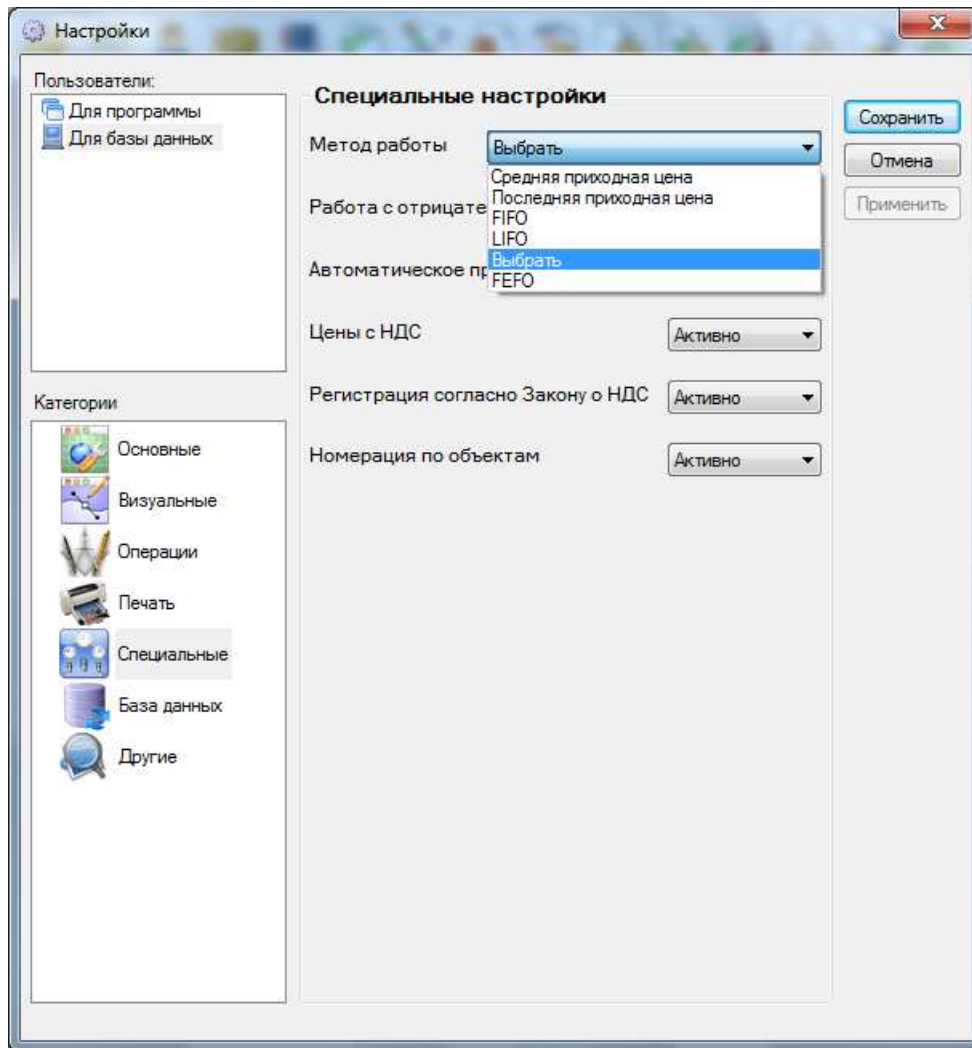 Настройки
Пользователи:
Для программы
Для базы данных
Специальные настройки
Метод работы
Выбрать
Средняя приходная цена
Последняя приходная цена
FIFO
LIFO
Выбрать
FEFO
Работа с отрицате
Автоматическое пр
Цены с НДС
Активно
Регистрация согласно Закону о НДС
Активно
Номерация по объектам
Активно
Сохранить
Отмена
Применить
Категории
Основные
Визуальные
Операции
Печать
Специальные
База данных
Другие